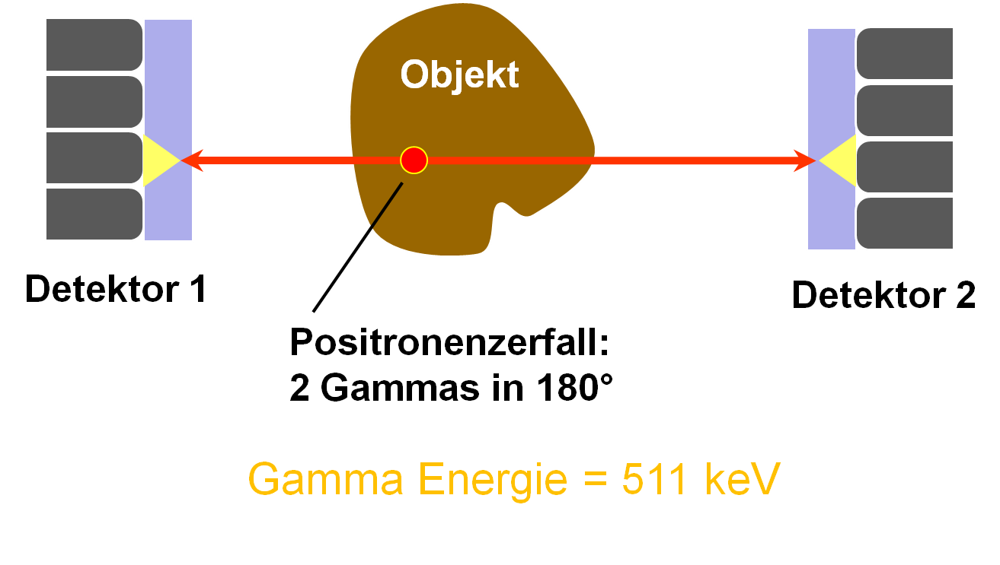 Objekt
Detektor 1
Detektor 2
Positronenzerfall:
2 Gammas in 180°
Gamma Energie = 511 keV